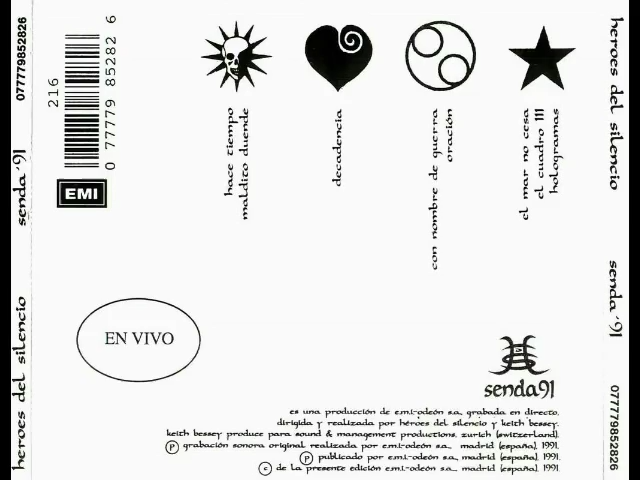 077779852826
senda ·91
heroes del silencio
216
0 77779 85282 6
EMI
hace tiempo
maldito duende
decadencia
con nombre de guerra
oración
el mar no cesa
el cuadro III
hologramas
EN VIVO
senda91
es una producción de e.m.i.-odeón s.a., grabada en directo.
dirigida y realizada por héroes del silencio y keith bessey.
keith bessey produce para sound & management productions. zurich (switzerland).
Ⓟ grabación sonora original realizada por e.m.i.-odeón s.a., madrid (españa), 1991.
Ⓟ publicado por e.m.i.-odeón s.a., madrid (españa), 1991.
© de la presente edición e.m.i.-odeón s.a., madrid (españa), 1991.
heroes del silencio
senda ·91
077779852826